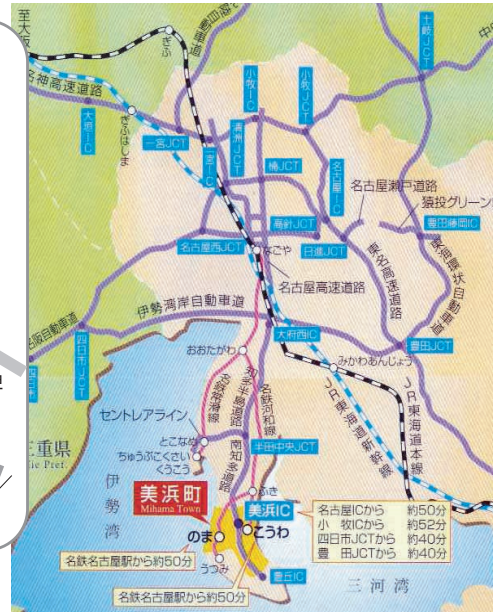 至大阪
ぎふ
名神高速道路
土岐JCT
大垣IC
ぎふはしま
一宮JCT
一宮IC
清洲JCT
小牧IC
小牧JCT
楠JCT
名古屋IC
名古屋瀬戸道路
猿投グリーン
高針JCT
日進JCT
豊田藤岡IC
名古屋西JCT
なごや
名古屋高速道路
東名高速道路
東海環状自動車道
伊勢湾岸自動車道
阪自動車道
四日市JCT
大府西IC
豊田JCT
おおたがわ
みかわあんじょう
名鉄常滑線
知多半島道路
名鉄河和線
JR東海道新幹線
JR東海道本線
セントレアライン
とこなめ
ちゅうぶこくさい
くうこう
南知多道路
半田中央JCT
三重県
ie Pref.
伊勢湾
美浜町
Mihama Town
ふき
美浜IC
のま
こうわ
うつみ
豊丘IC
名鉄名古屋駅から約50分
名鉄名古屋駅から約50分
名古屋ICから 約50分
小 牧ICから 約52分
四日市JCTから 約40分
豊 田JCTから 約40分
三河湾